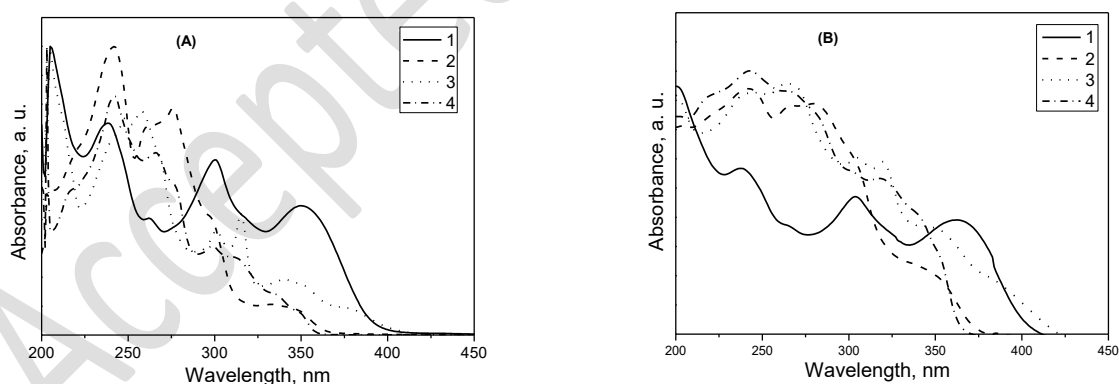 (A)
1
2
3
4
Absorbance, a. u.
200 250 300 350 400 450
Wavelength, nm
(B)
1
2
3
4
Absorbance, a. u.
200 250 300 350 400 450
Wavelength, nm
Accepte